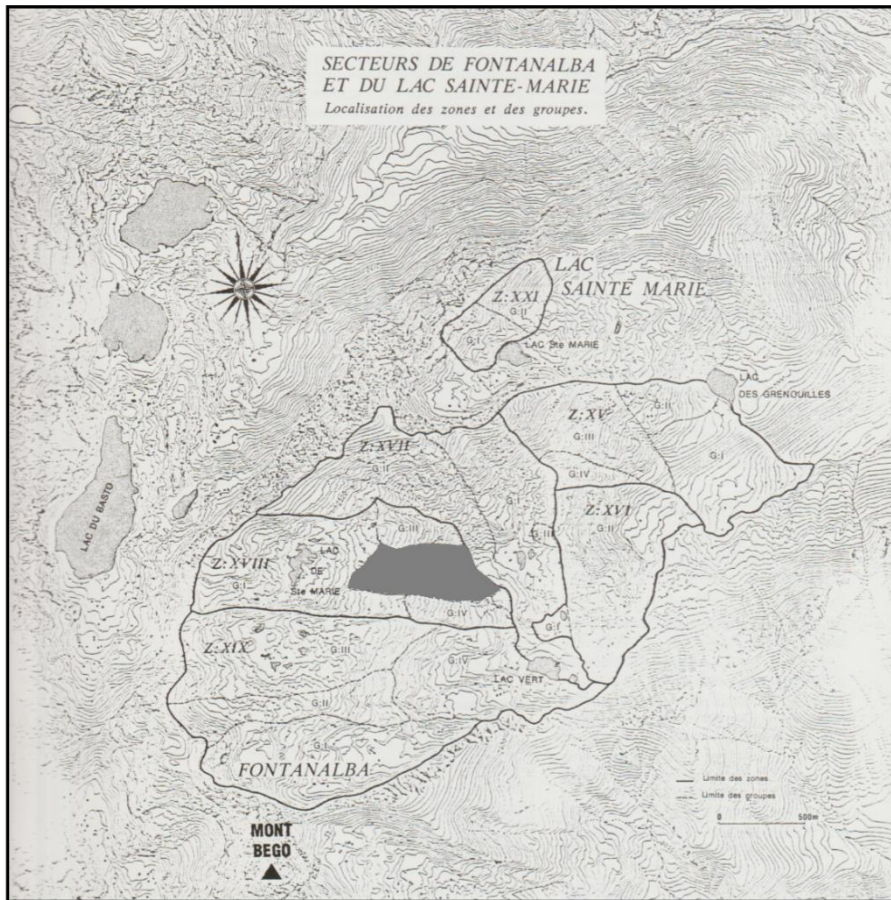 SECTEURS DE FONTANALBA
ET DU LAC SAINTE-MARIE
Localisation des zones et des groupes.
LAC
SAINTE MARIE
Z:XXI
G:II
G:I
LAC Ste MARIE
LAC
DES GRENOUILLES
Z:XV
G:II
G:III
G:I
G:IV
Z:XVII
G:II
G:I
G:III
Z:XVI
G:II
LAC DU BASTO
G:III
Z:XVIII
G:I
LAC
DE
Ste MARIE
G:IV
G:I
Z:XIX
G:III
G:IV
LAC VERT
G:II
G:I
FONTANALBA
Limite des zones
Limite des groupes
0 500m
MONT
BEGO